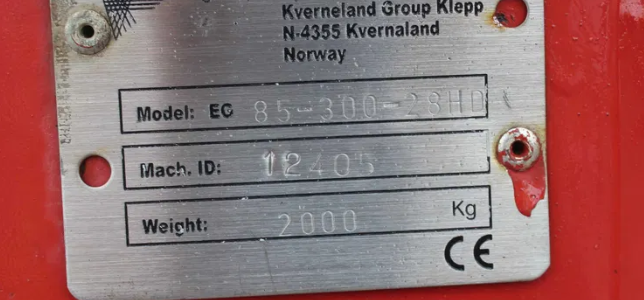 Kverneland Group Klepp
N-4355 Kvernaland
Norway
Model: EG 85-300-28HD
Mach. ID: 12405
Weight: 2000 Kg
CE